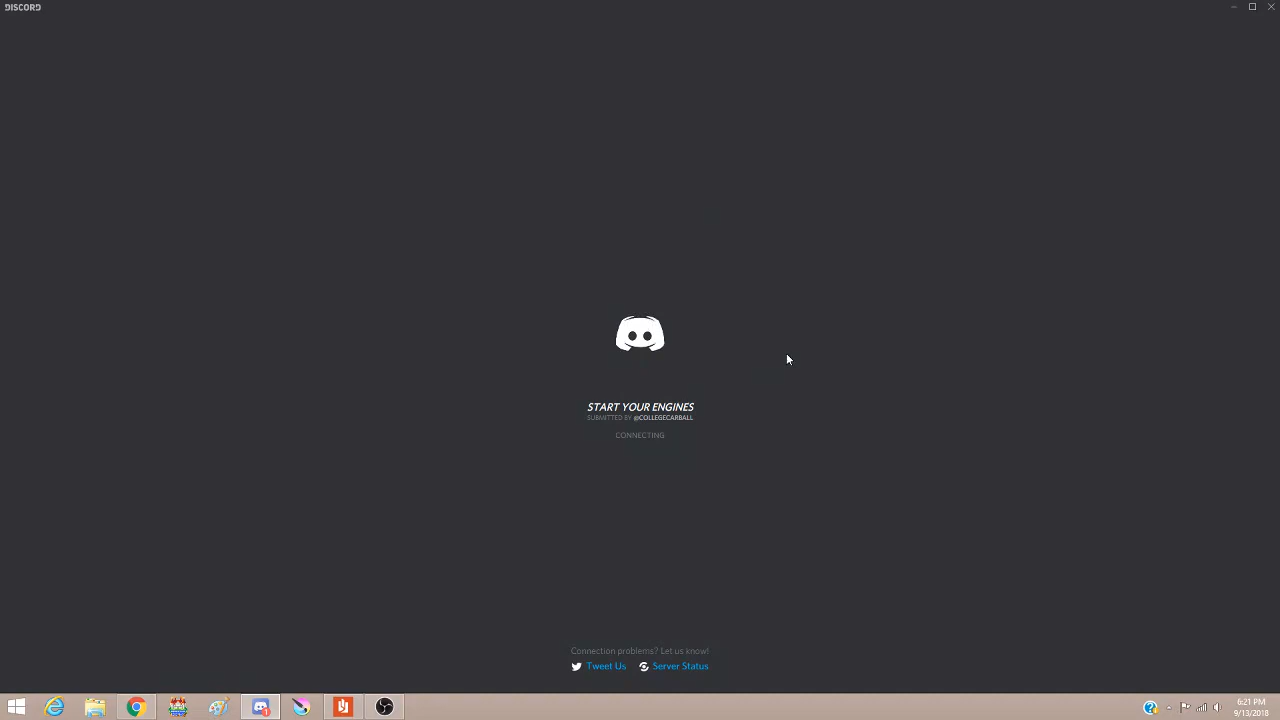 DISCORD
START YOUR ENGINES
SUBMITTED BY @COLLEGECARBALL
CONNECTING
Connection problems? Let us know!
Tweet Us Server Status
6:21 PM
9/13/2018